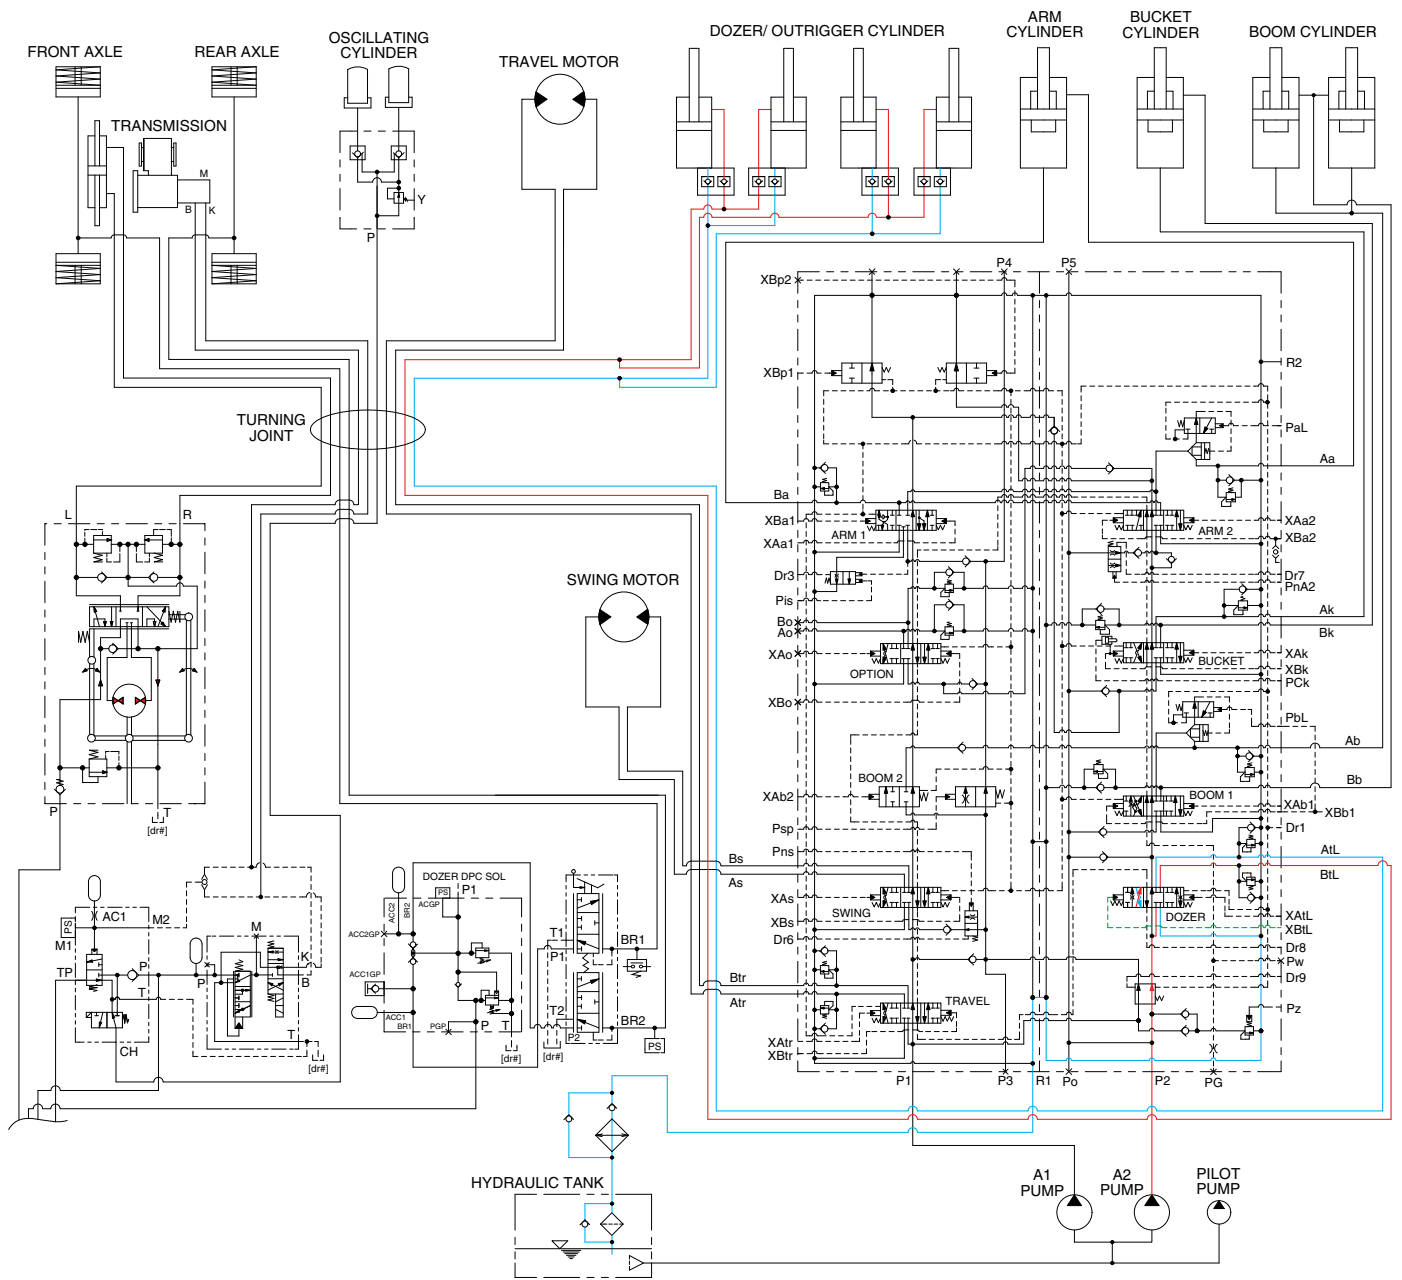 FRONT AXLE
REAR AXLE
OSCILLATING
CYLINDER
TRAVEL MOTOR
DOZER/ OUTRIGGER CYLINDER
ARM
CYLINDER
BUCKET
CYLINDER
BOOM CYLINDER
TRANSMISSION
M
B
K
Y
P
TURNING
JOINT
P4
P5
XBp2
XBp1
R2
PaL
Aa
Ba
XBa1
ARM 1
XAa1
XAa2
ARM 2
XBa2
Dr3
Dr7
Pis
PnA2
Bo
Ao
Ak
Bk
XAo
OPTION
BUCKET
XAk
XBk
PCk
XBo
PbL
Ab
BOOM 2
Bb
XAb2
BOOM 1
XAb1
XBb1
Psp
Dr1
Pns
AtL
Bs
BtL
As
XAs
SWING
DOZER
XAtL
XBs
XBtL
Dr6
Dr8
Pw
Btr
Dr9
Atr
TRAVEL
Pz
XAtr
XBtr
P1
P3
R1
Po
P2
PG
SWING MOTOR
L
R
P
T
[dr#]
AC1
M2
PS
M1
TP
P
T
CH
M
P
K
B
T
[dr#]
DOZER DPC SOL
P1
PS
ACGP
ACC2
BR2
ACC2GP
ACC1GP
ACC1
BR1
PGP
P
T
[dr#]
T1
P1
BR1
T2
P2
BR2
[dr#]
PS
HYDRAULIC TANK
A1
PUMP
A2
PUMP
PILOT
PUMP